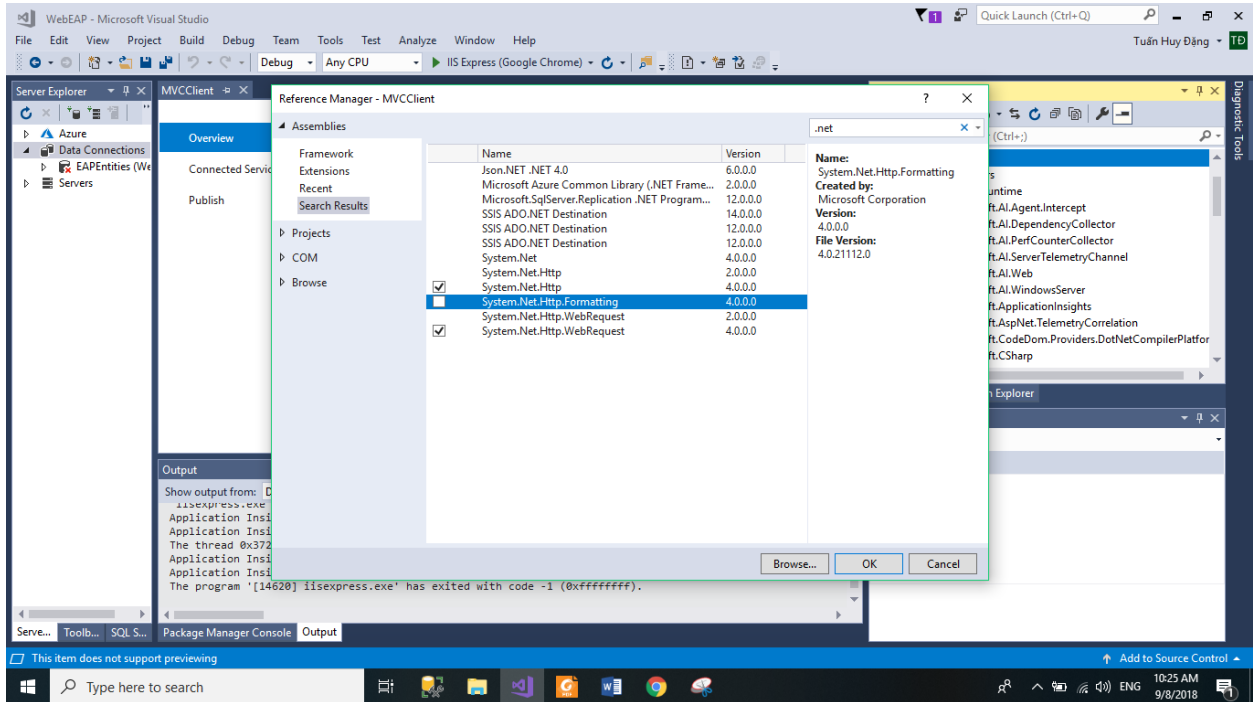 WebEAP - Microsoft Visual Studio
1
Quick Launch (Ctrl+Q)
File Edit View Project Build Debug Team Tools Test Analyze Window Help
Tuấn Huy Đặng
TĐ
Debug Any CPU IIS Express (Google Chrome)
Server Explorer
Azure
Data Connections
EAPEntities (We
Servers
MVCClient
Overview
Connected Servic
Publish
Reference Manager - MVCClient
? ×
Assemblies
Framework
Extensions
Recent
Search Results
Projects
COM
Browse
.net
Name Version
Json.NET .NET 4.0 6.0.0.0
Microsoft Azure Common Library (.NET Frame... 2.0.0.0
Microsoft.SqlServer.Replication .NET Program... 12.0.0.0
SSIS ADO.NET Destination 14.0.0.0
SSIS ADO.NET Destination 12.0.0.0
SSIS ADO.NET Destination 12.0.0.0
System.Net 4.0.0.0
System.Net.Http 2.0.0.0
System.Net.Http 4.0.0.0
System.Net.Http.Formatting 4.0.0.0
System.Net.Http.WebRequest 2.0.0.0
System.Net.Http.WebRequest 4.0.0.0
Name:
System.Net.Http.Formatting
Created by:
Microsoft Corporation
Version:
4.0.0.0
File Version:
4.0.21112.0
Browse... OK Cancel
(Ctrl+;)
s
untime
ft.AI.Agent.Intercept
ft.AI.DependencyCollector
ft.AI.PerfCounterCollector
ft.AI.ServerTelemetryChannel
ft.AI.Web
ft.AI.WindowsServer
ft.ApplicationInsights
ft.AspNet.TelemetryCorrelation
ft.CodeDom.Providers.DotNetCompilerPlatfor
ft.CSharp
n Explorer
Diagnostic Tools
Output
Show output from: D
iisexpress.exe
Application Insi
Application Insi
The thread 0x372
Application Insi
Application Insi
The program '[14620] iisexpress.exe' has exited with code -1 (0xffffffff).
Serve... Toolb... SQL S... Package Manager Console Output
This item does not support previewing
Add to Source Control
Type here to search
ENG
10:25 AM
9/8/2018
1